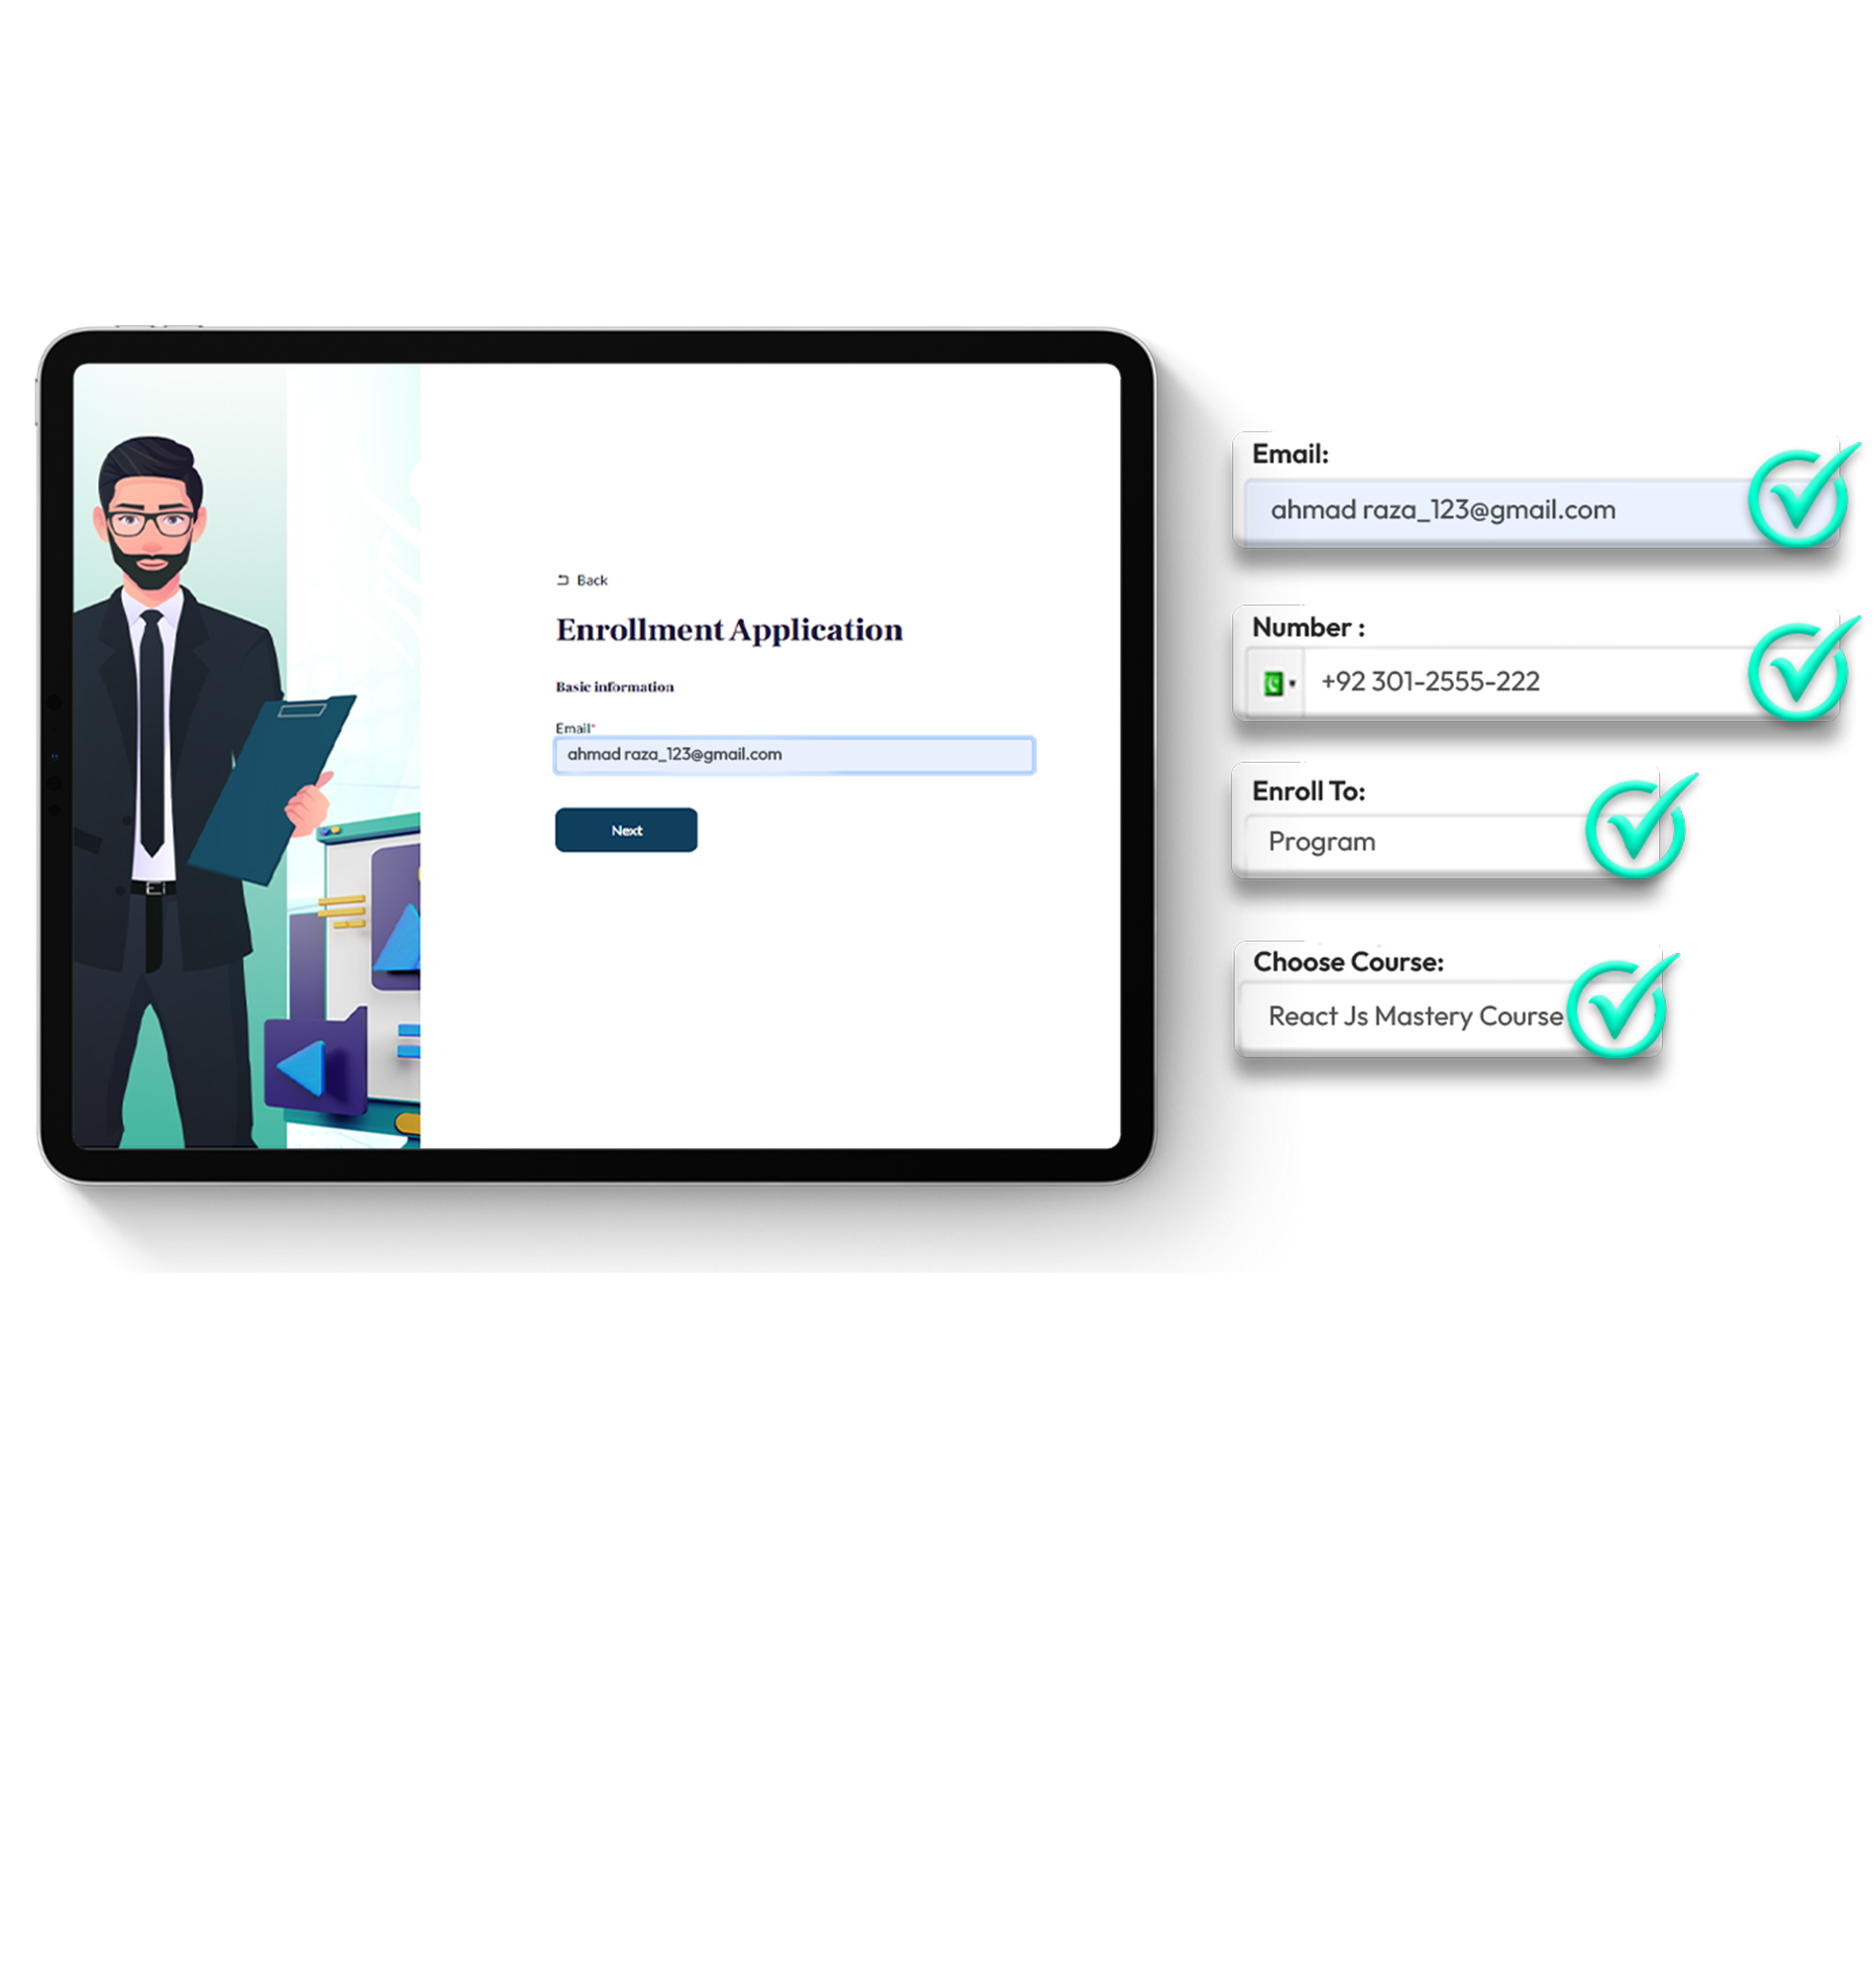 Back
Enrollment Application
Basic information
Email*
ahmad raza_123@gmail.com
Next
Email:
ahmad raza_123@gmail.com
Number :
+92 301-2555-222
Enroll To:
Program
Choose Course:
React Js Mastery Course